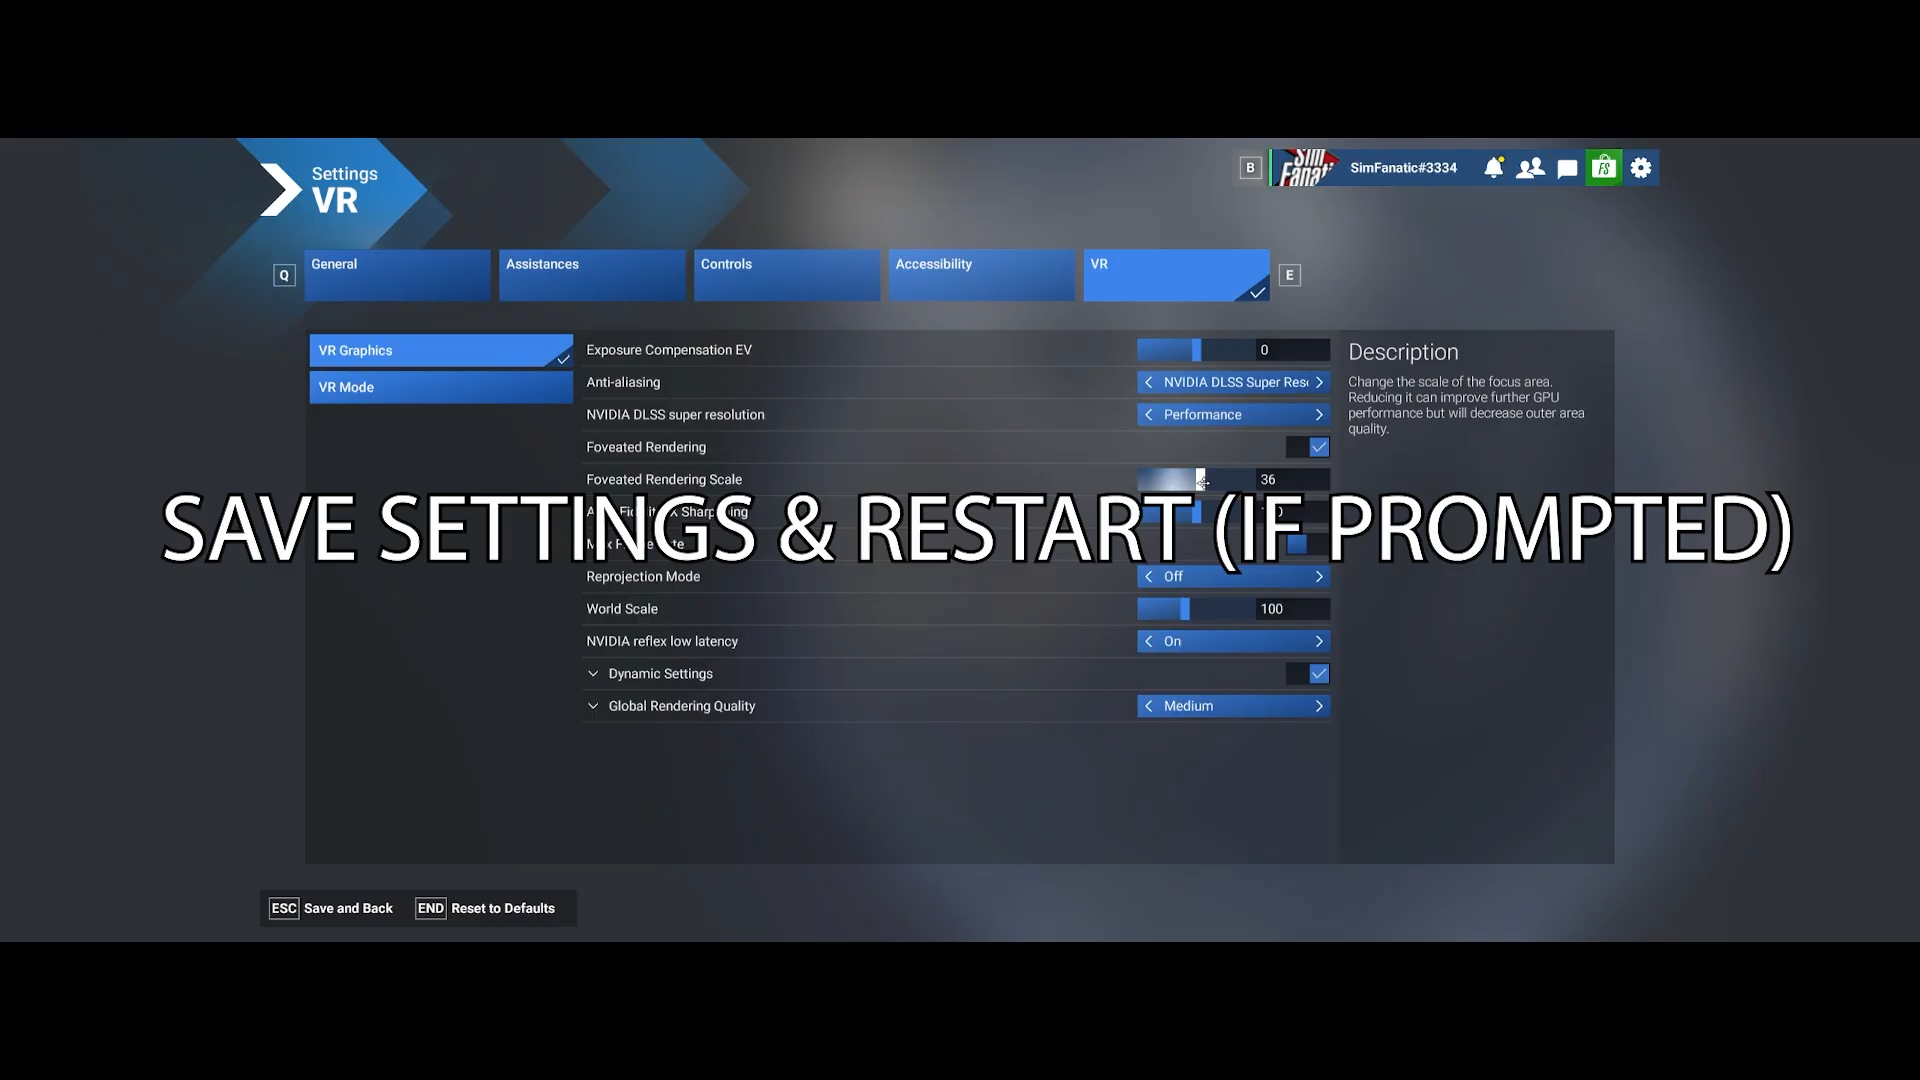 Settings
VR
B
Sim
SimFanatic#3334
FS
Q
General
Assistances
Controls
Accessibility
VR
E
VR Graphics
VR Mode
Exposure Compensation EV
0
Anti-aliasing
NVIDIA DLSS Super Res
NVIDIA DLSS super resolution
Performance
Foveated Rendering
Foveated Rendering Scale
36
SAVE SETTINGS & RESTART (IF PROMPTED)
Reprojection Mode
Off
World Scale
100
NVIDIA reflex low latency
On
Dynamic Settings
Global Rendering Quality
Medium
Description
Change the scale of the focus area.
Reducing it can improve further GPU
performance but will decrease outer area
quality.
ESC Save and Back
END Reset to Defaults